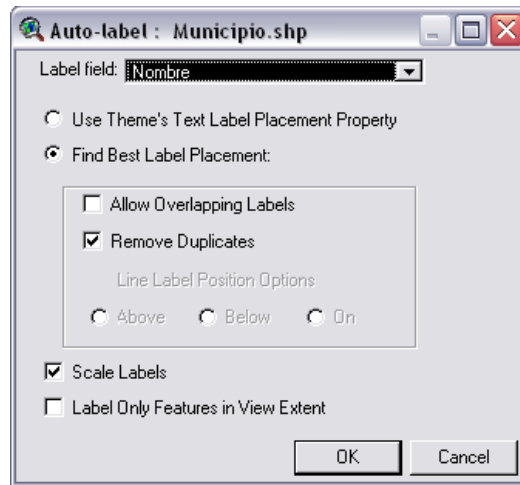 Auto-label : Municipio.shp
Label field: Nombre
Use Theme's Text Label Placement Property
Find Best Label Placement:
Allow Overlapping Labels
Remove Duplicates
Line Label Position Options
Above Below On
Scale Labels
Label Only Features in View Extent
OK Cancel